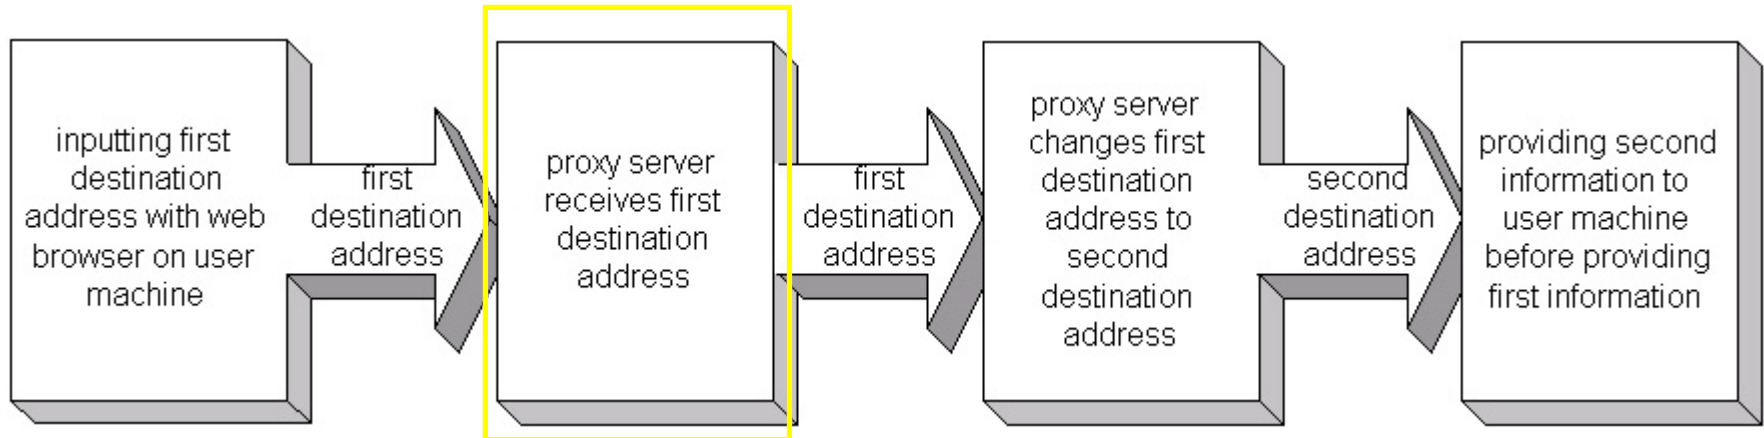 inputting first
destination
address with web
browser on user
machine
first
destination
address
proxy server
receives first
destination
address
first
destination
address
proxy server
changes first
destination
address to
second
destination
address
second
destination
address
providing second
information to
user machine
before providing
first information